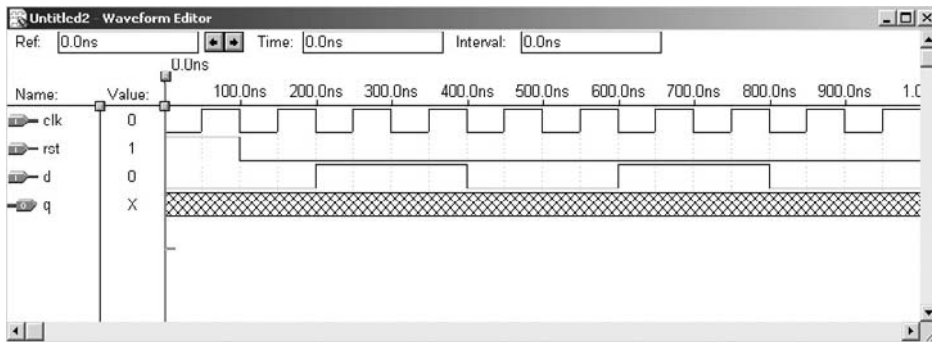 Untitled2 - Waveform Editor
Ref: 0.0ns Time: 0.0ns Interval: 0.0ns
0.0ns
Name: Value: 100.0ns 200.0ns 300.0ns 400.0ns 500.0ns 600.0ns 700.0ns 800.0ns 900.0ns 1.0
clk 0
rst 1
d 0
q X